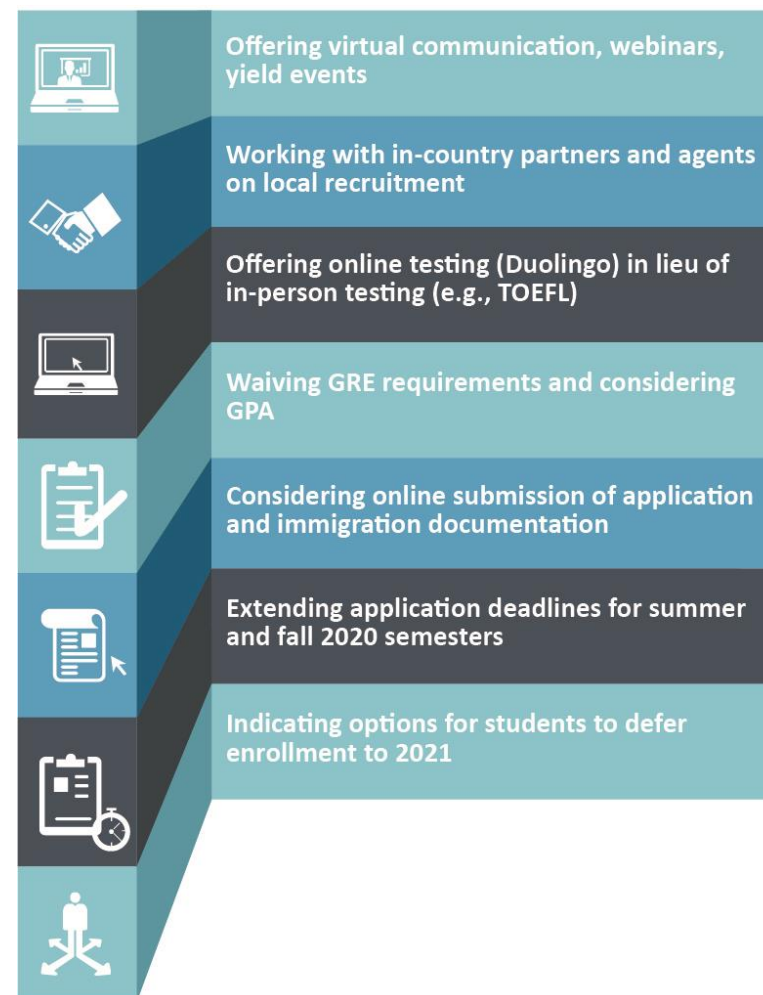 Offering virtual communication, webinars,
yield events
Working with in-country partners and agents
on local recruitment
Offering online testing (Duolingo) in lieu of
in-person testing (e.g., TOEFL)
Waiving GRE requirements and considering
GPA
Considering online submission of application
and immigration documentation
Extending application deadlines for summer
and fall 2020 semesters
Indicating options for students to defer
enrollment to 2021